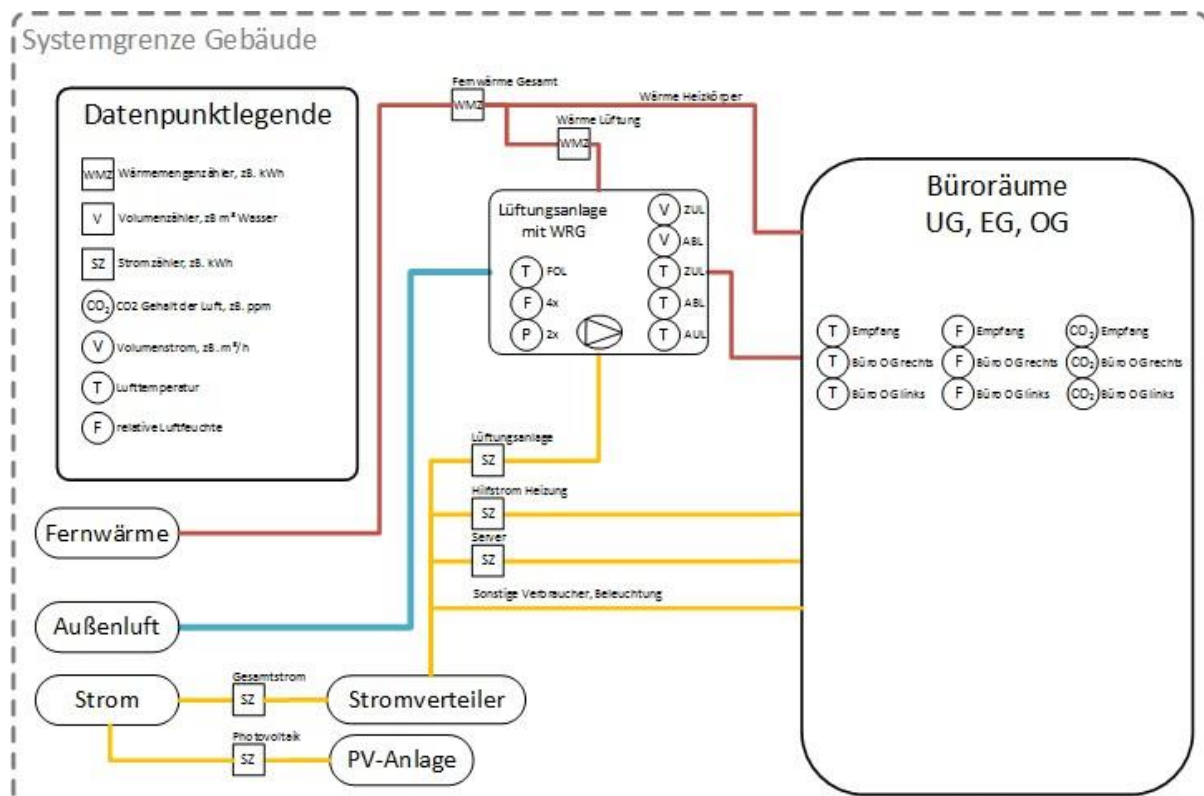 Systemgrenze Gebäude
Datenpunktlegende
WMZ Wärmemengenzähler, zB. kWh
V Volumenzähler, zB m³ Wasser
SZ Stromzähler, zB. kWh
CO₂ CO2 Gehalt der Luft, zB. ppm
V Volumenstrom, zB. m³/h
T Lufttemperatur
F relative Luftfeuchte
Fernwärme Gesamt
WMZ
Wärme Heizkörper
Wärme Lüftung
WMZ
Lüftungsanlage
mit WRG
T FOL
F 4x
P 2x
V ZUL
V ABL
T ZUL
T ABL
T AUL
Büroräume
UG, EG, OG
T Empfang F Empfang CO₂ Empfang
T Büro OG rechts F Büro OG rechts CO₂ Büro OG rechts
T Büro OG links F Büro OG links CO₂ Büro OG links
Lüftungsanlage
SZ
Hilfstrom Heizung
SZ
Server
SZ
Sonstige Verbraucher, Beleuchtung
Fernwärme
Außenluft
Strom
Gesamtstrom
SZ
Stromverteiler
Photovoltaik
SZ
PV-Anlage